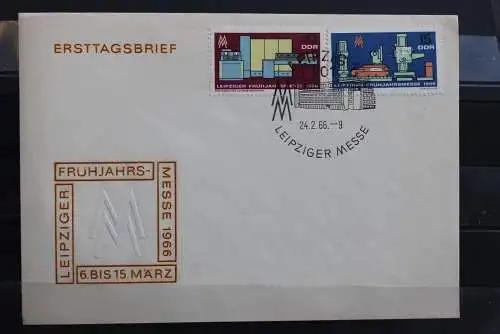 ERSTTAGSBRIEF
DDR
15
DDR
LEIPZIGER FRÜHJAHRSMESSE 1966
LEIPZIGER FRÜHJAHRSMESSE 1966
24.2.66.-9
LEIPZIGER MESSE
LEIPZIGER
FRÜHJAHRS-
MESSE 1966
6. BIS 15. MÄRZ